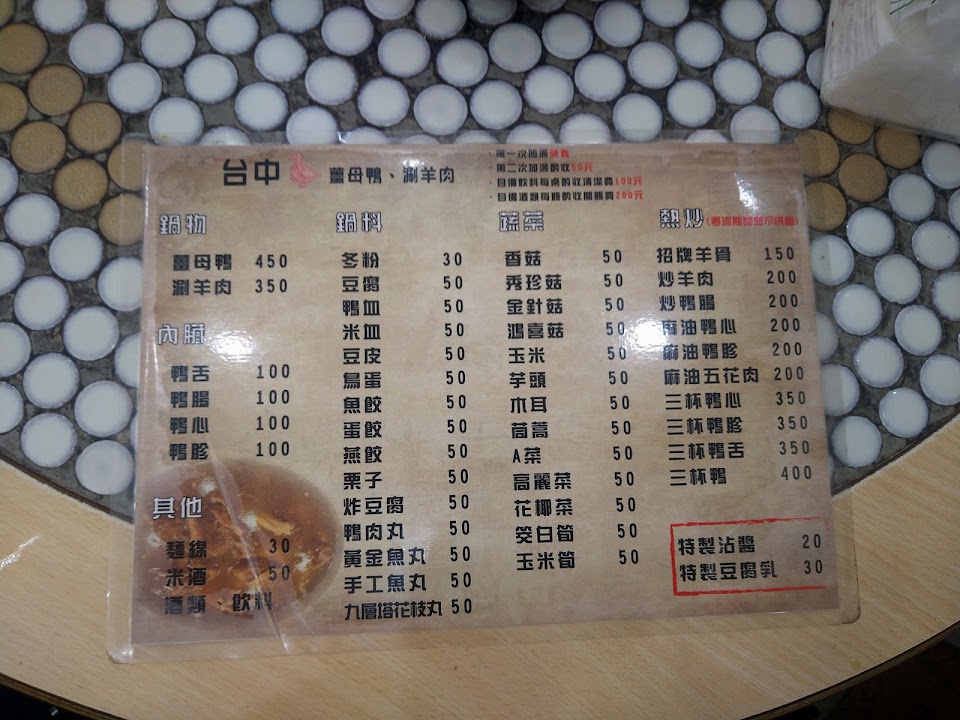 台中 薑母鴨、涮羊肉
·第一次加湯免費
·第二次加湯酌收50元
·自備飲料每桌酌收清潔費100元
·自備酒類每瓶酌收開瓶費200元
鍋物
薑母鴨 450
涮羊肉 350
內臟
鴨舌 100
鴨腸 100
鴨心 100
鴨胗 100
其他
麵線 30
米酒 50
酒類 飲料
鍋料
冬粉 30
豆腐 50
鴨血 50
米血 50
豆皮 50
鳥蛋 50
魚餃 50
蛋餃 50
燕餃 50
栗子 50
炸豆腐 50
鴨肉丸 50
黃金魚丸 50
手工魚丸 50
九層塔花枝丸 50
蔬菜
香菇 50
秀珍菇 50
金針菇 50
鴻喜菇 50
玉米 50
芋頭 50
木耳 50
茼蒿 50
A菜 50
高麗菜 50
花椰菜 50
筊白筍 50
玉米筍 50
熱炒
招牌羊骨 150
炒羊肉 200
炒鴨腸 200
麻油鴨心 200
麻油鴨胗 200
麻油五花肉 200
三杯鴨心 350
三杯鴨胗 350
三杯鴨舌 350
三杯鴨 400
特製沾醬 20
特製豆腐乳 30